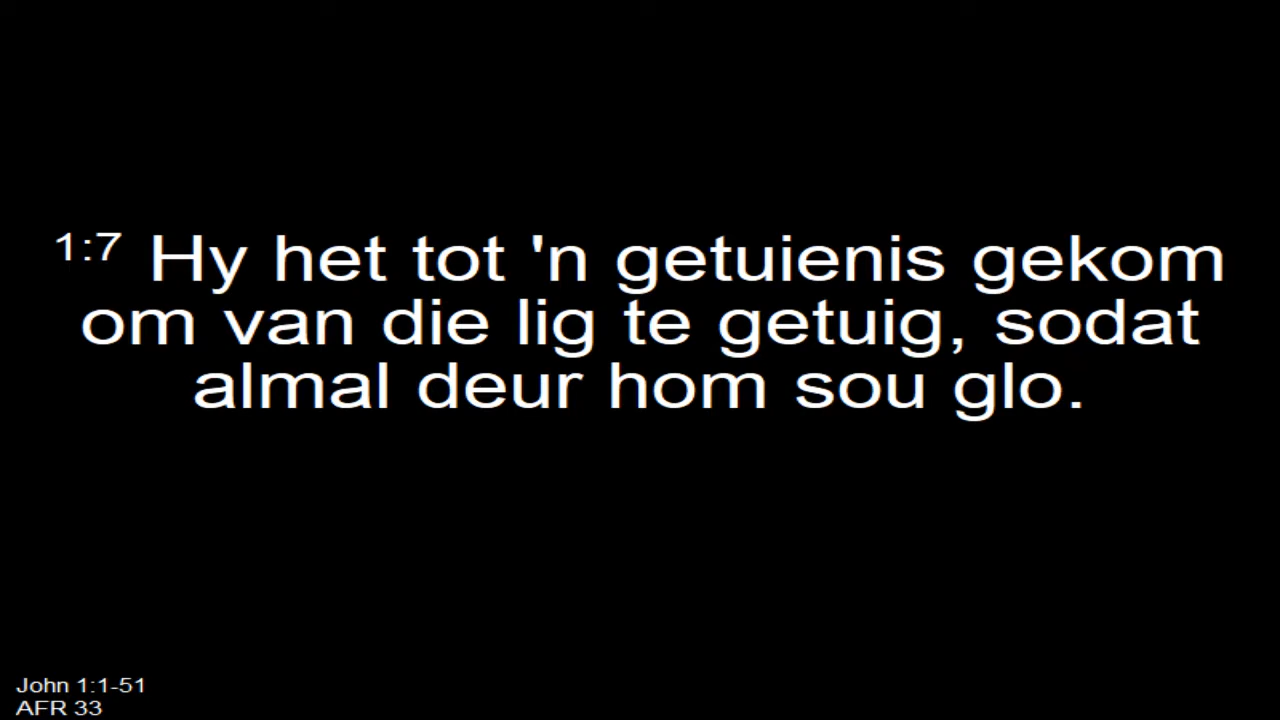 1:7 Hy het tot 'n getuienis gekom
om van die lig te getuig, sodat
almal deur hom sou glo.
John 1:1-51
AFR 33